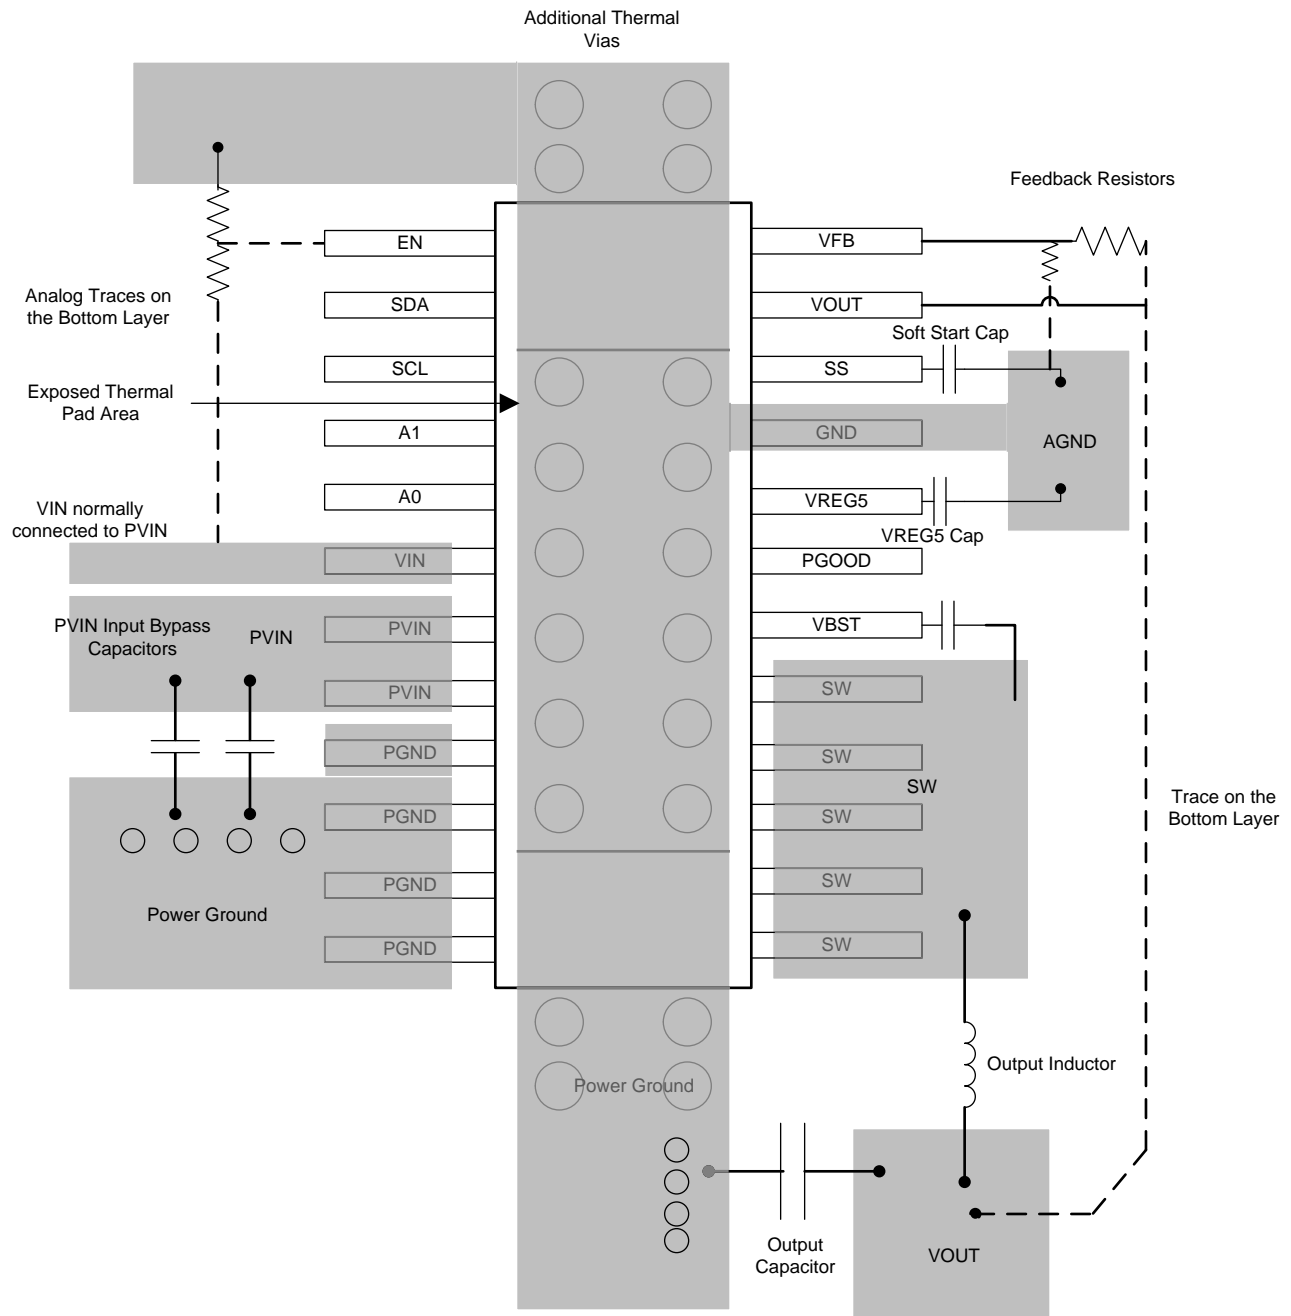 Additional Thermal
Vias
Feedback Resistors
EN
VFB
Analog Traces on
the Bottom Layer
SDA
VOUT
Soft Start Cap
SCL
SS
Exposed Thermal
Pad Area
A1
GND
AGND
A0
VREG5
VIN normally
connected to PVIN
VREG5 Cap
VIN
PGOOD
PVIN Input Bypass
Capacitors
PVIN
PVIN
VBST
PVIN
SW
PGND
SW
SW
Trace on the
Bottom Layer
PGND
SW
PGND
SW
Power Ground
PGND
SW
Output Inductor
Power Ground
Output
Capacitor
VOUT